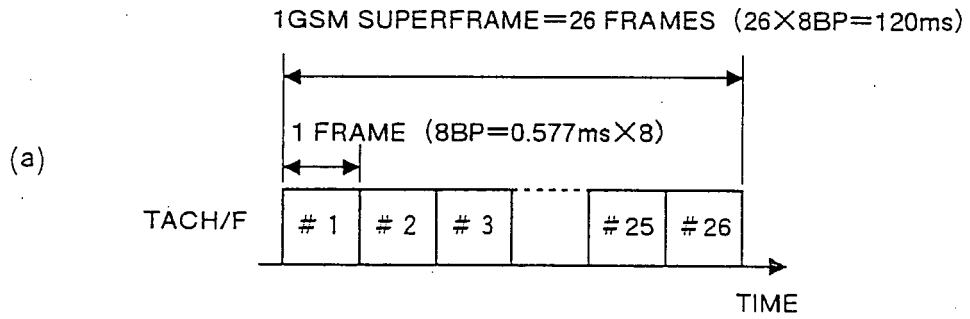 1GSM SUPERFRAME=26 FRAMES (26×8BP=120ms)
1 FRAME (8BP=0.577ms×8)
(a)
TACH/F #1 #2 #3 #25 #26
TIME